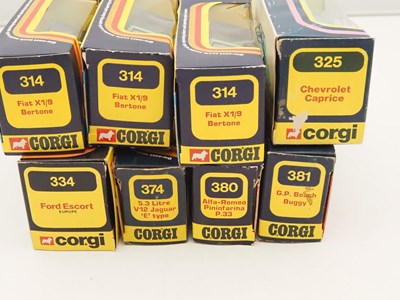 314
Fiat X1/9
Bertone
CORGI
314
Fiat X1/9
Bertone
CORGI
314
Fiat X1/9
Bertone
CORGI
325
Chevrolet
Caprice
corgi
334
Ford Escort
EUROPE
corgi
374
5.3 Litre
V12 Jaguar
'E' type
CORGI
380
Alfa-Romeo
Pininfarina
P.33
CORGI
381
G.P. Beach
Buggy
CORGI